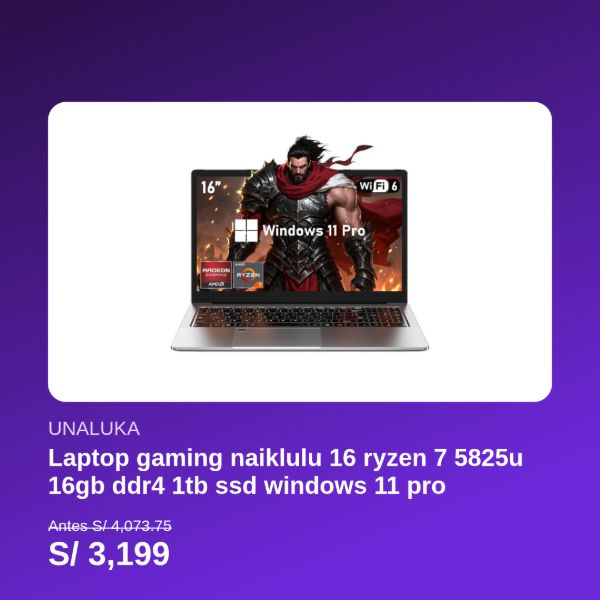 16”
WiFi 6
Windows 11 Pro
RADEON
GRAPHICS
AMD
RYZEN
UNALUKA
Laptop gaming naiklulu 16 ryzen 7 5825u
16gb ddr4 1tb ssd windows 11 pro
Antes S/ 4,073.75
S/ 3,199